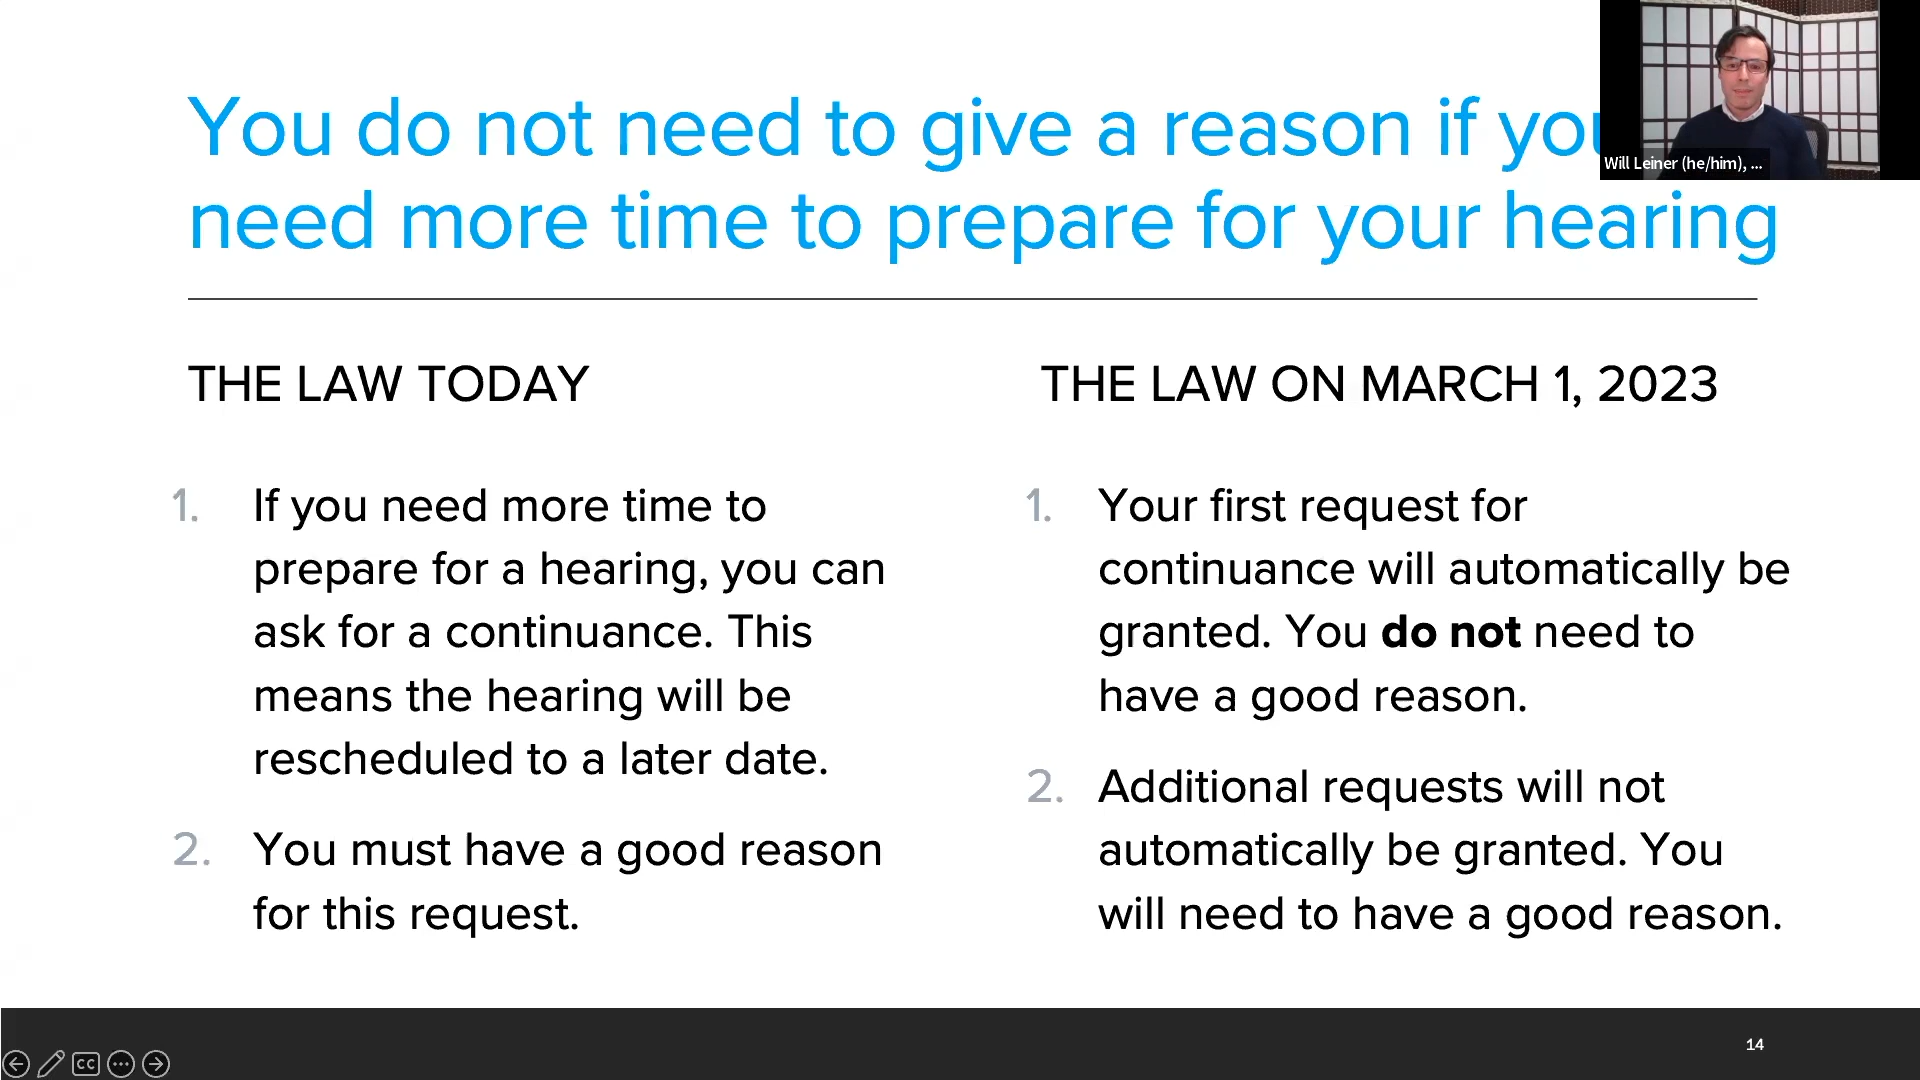 You do not need to give a reason if you
need more time to prepare for your hearing
Will Leiner (he/him), ...
THE LAW TODAY
1. If you need more time to
prepare for a hearing, you can
ask for a continuance. This
means the hearing will be
rescheduled to a later date.
2. You must have a good reason
for this request.
THE LAW ON MARCH 1, 2023
1. Your first request for
continuance will automatically be
granted. You do not need to
have a good reason.
2. Additional requests will not
automatically be granted. You
will need to have a good reason.
CC
14